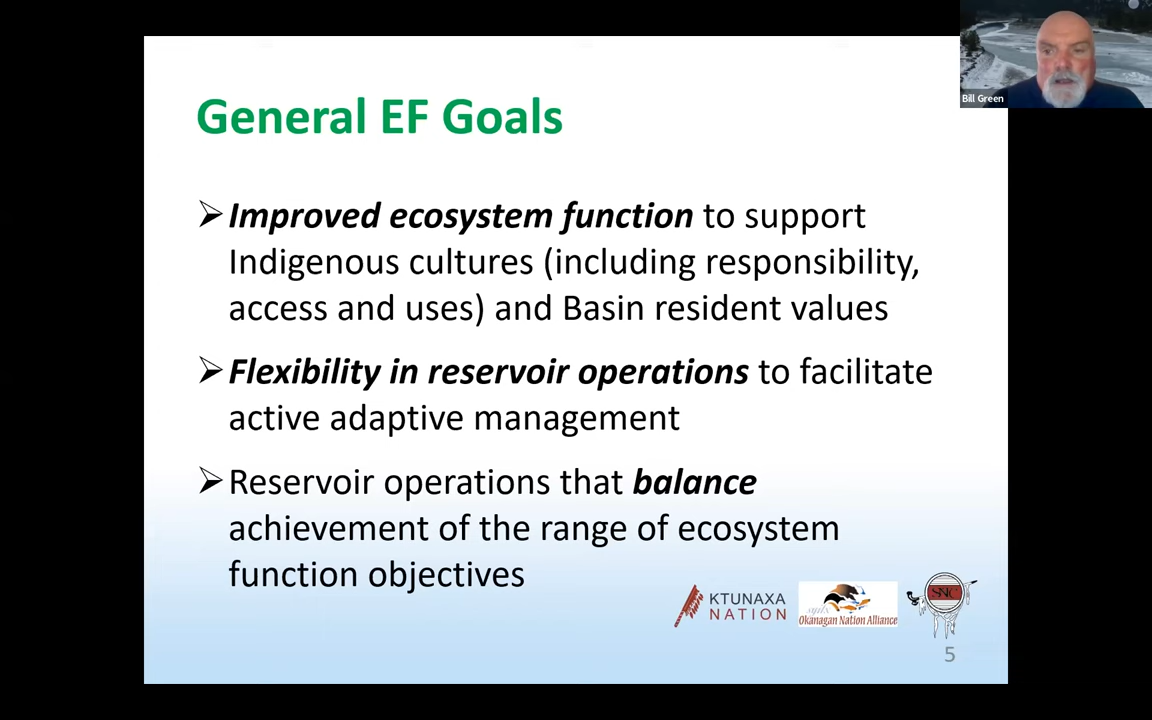 Bill Green
General EF Goals
Improved ecosystem function to support
Indigenous cultures (including responsibility,
access and uses) and Basin resident values
Flexibility in reservoir operations to facilitate
active adaptive management
Reservoir operations that balance
achievement of the range of ecosystem
function objectives
KTUNAXA
NATION
syilx
Okanagan Nation Alliance
SNC
5